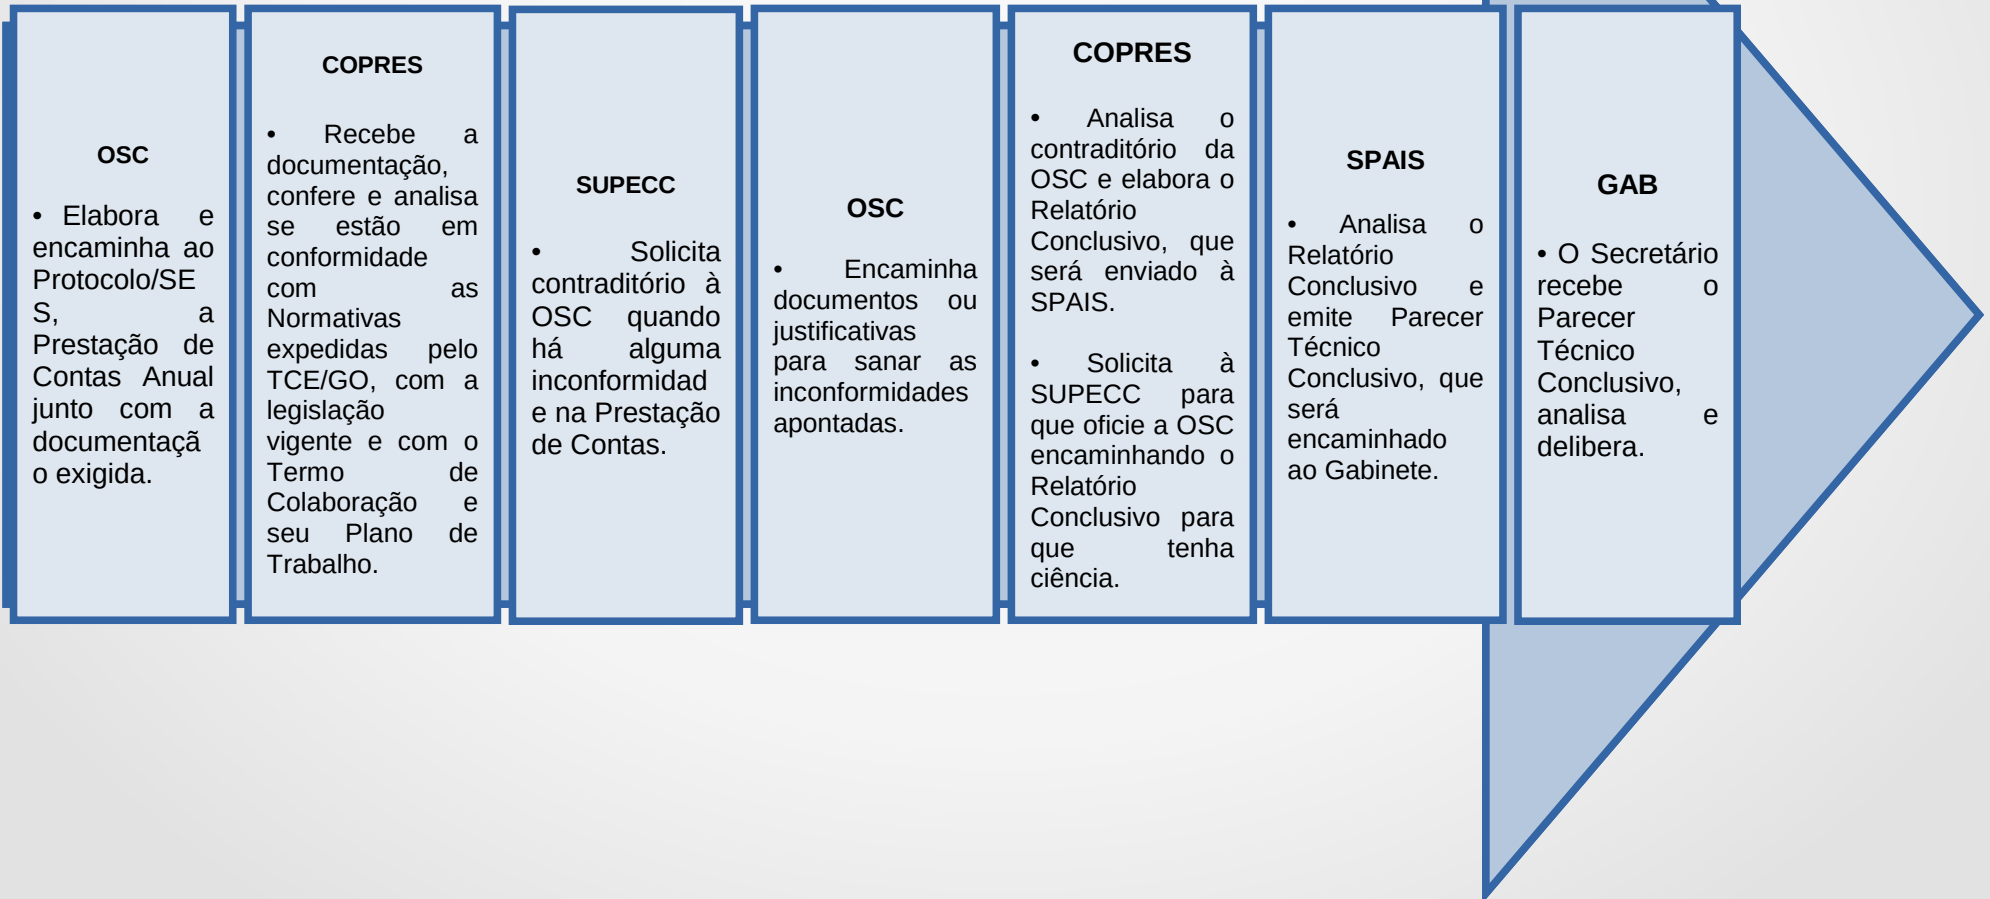 OSC
• Elabora e
encaminha ao
Protocolo/SE
S, a
Prestação de
Contas Anual
junto com a
documentaçã
o exigida.
COPRES
• Recebe a
documentação,
confere e analisa
se estão em
conformidade
com as
Normativas
expedidas pelo
TCE/GO, com a
legislação
vigente e com o
Termo de
Colaboração e
seu Plano de
Trabalho.
SUPECC
• Solicita
contraditório à
OSC quando
há alguma
inconformidad
e na Prestação
de Contas.
OSC
• Encaminha
documentos ou
justificativas
para sanar as
inconformidades
apontadas.
COPRES
• Analisa o
contraditório da
OSC e elabora o
Relatório
Conclusivo, que
será enviado à
SPAIS.
• Solicita à
SUPECC para
que oficie a OSC
encaminhando o
Relatório
Conclusivo para
que tenha
ciência.
SPAIS
• Analisa o
Relatório
Conclusivo e
emite Parecer
Técnico
Conclusivo, que
será
encaminhado
ao Gabinete.
GAB
• O Secretário
recebe o
Parecer
Técnico
Conclusivo,
analisa e
delibera.